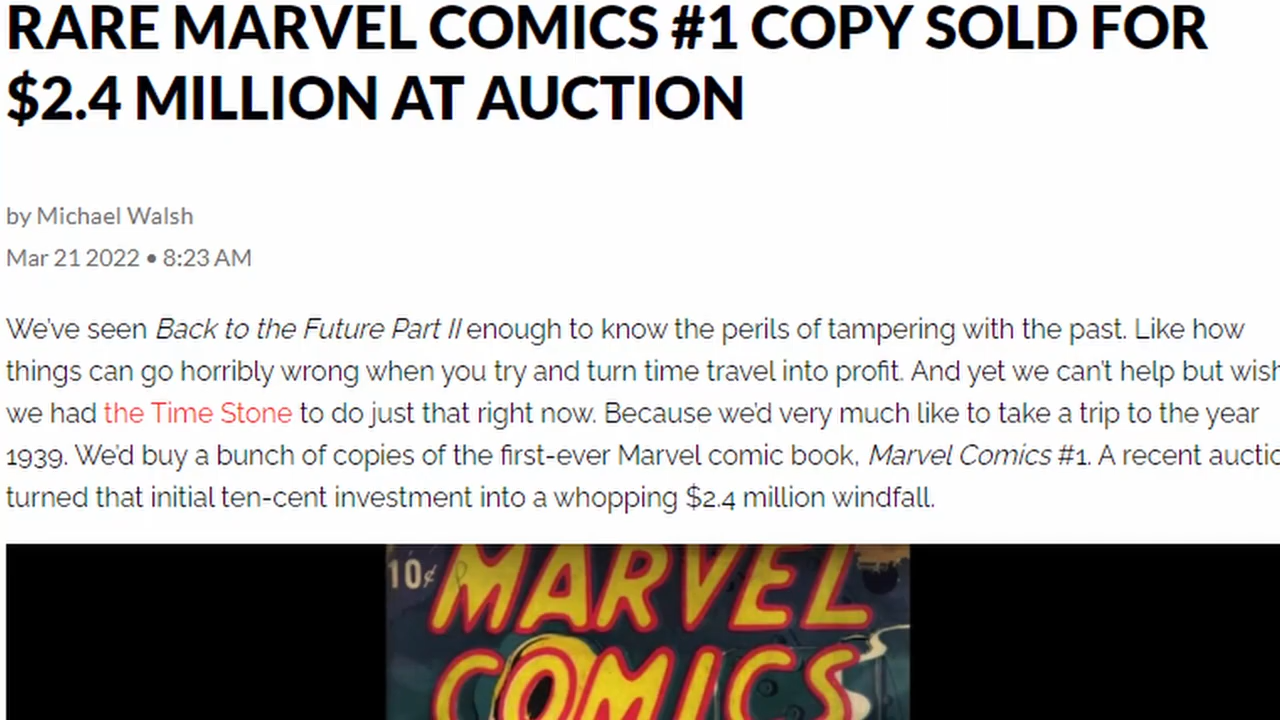 RARE MARVEL COMICS #1 COPY SOLD FOR
$2.4 MILLION AT AUCTION
by Michael Walsh
Mar 21 2022 • 8:23 AM
We've seen Back to the Future Part II enough to know the perils of tampering with the past. Like how
things can go horribly wrong when you try and turn time travel into profit. And yet we can't help but wish
we had the Time Stone to do just that right now. Because we'd very much like to take a trip to the year
1939. We'd buy a bunch of copies of the first-ever Marvel comic book, Marvel Comics #1. A recent auctio
turned that initial ten-cent investment into a whopping $2.4 million windfall.
10¢ MARVEL
COMICS